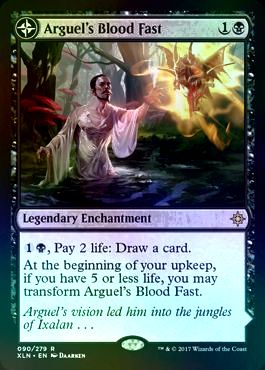 Arguel's Blood Fast 1
Legendary Enchantment
1 , Pay 2 life: Draw a card.
At the beginning of your upkeep,
if you have 5 or less life, you may
transform Arguel's Blood Fast.
Arguel's vision led him into the jungles
of Ixalan . . .
090/279 R
XLN • EN DAARKEN
™ & © 2017 Wizards of the Coast